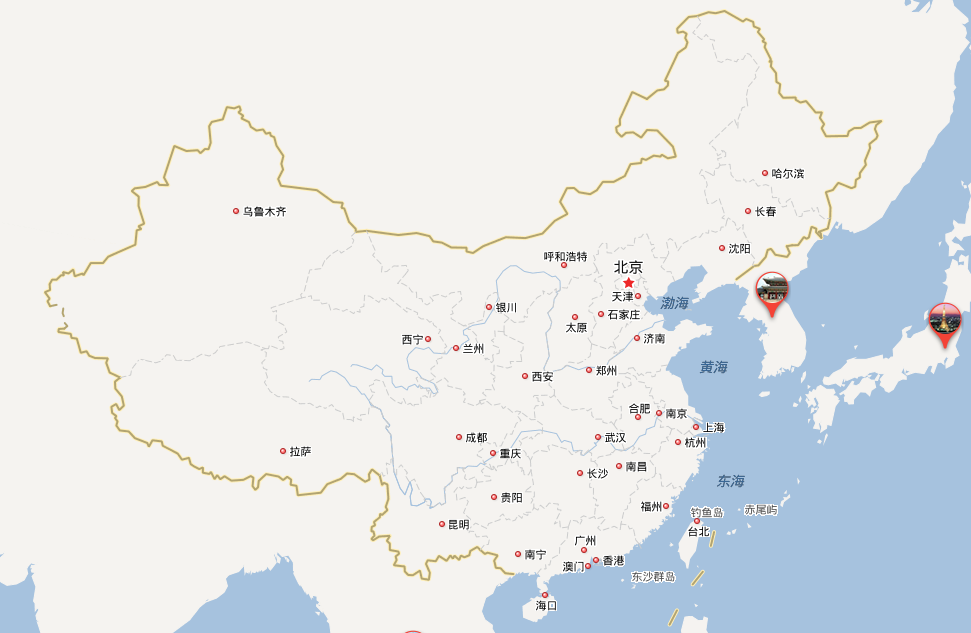 哈尔滨
长春
乌鲁木齐
沈阳
呼和浩特
北京
天津
渤海
银川
石家庄
太原
济南
西宁
兰州
黄海
郑州
西安
合肥
南京
上海
成都
武汉
杭州
拉萨
重庆
南昌
长沙
东海
贵阳
福州
钓鱼岛
赤尾屿
昆明
台北
广州
南宁
香港
澳门
东沙群岛
海口